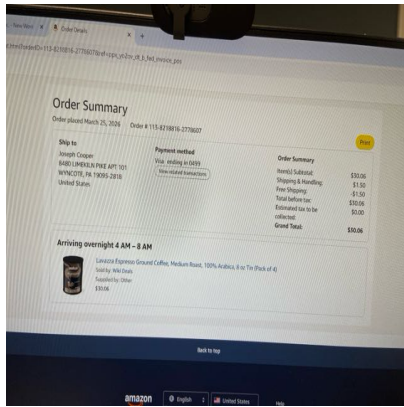 Order Details
Order Summary
Order placed March 25, 2026 Order # 113-8218816-2778607
Print
Ship to
Joseph Cooper
8480 LIMEKILN PIKE APT 101
WYNCOTE, PA 19095-2818
United States
Payment method
Visa ending in 0499
View related transactions
Order Summary
Item(s) Subtotal: $30.06
Shipping & Handling: $1.50
Free Shipping: -$1.50
Total before tax: $30.06
Estimated tax to be collected: $0.00
Grand Total: $30.06
Arriving overnight 4 AM – 8 AM
Lavazza Espresso Ground Coffee, Medium Roast, 100% Arabica, 8 oz Tin (Pack of 4)
Sold by: Wiki Deals
Supplied by: Other
$30.06
Back to top
amazon
English
United States
Help